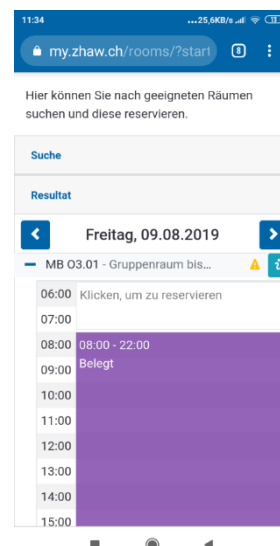 11:34 ...25,6KB/s
my.zhaw.ch/rooms/?start 8
Hier können Sie nach geeigneten Räumen
suchen und diese reservieren.
Suche
Resultat
Freitag, 09.08.2019
MB O3.01 - Gruppenraum bis...
06:00 Klicken, um zu reservieren
07:00
08:00 08:00 - 22:00
09:00 Belegt
10:00
11:00
12:00
13:00
14:00
15:00